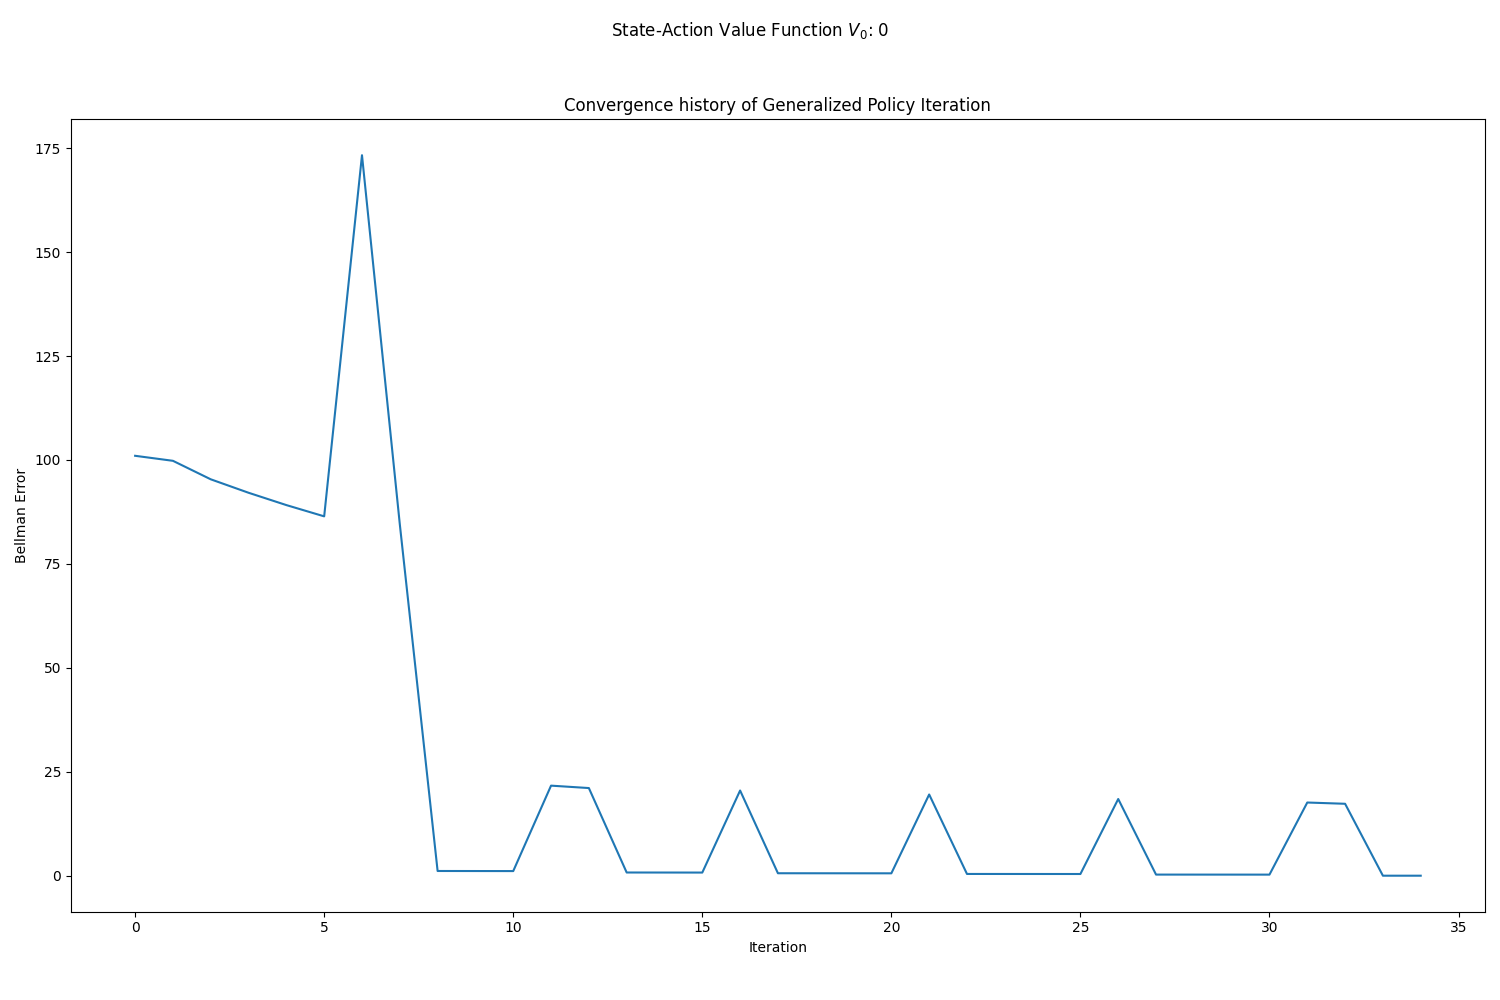 State-Action Value Function $V_0$: 0
Convergence history of Generalized Policy Iteration
175
150
125
100
75
50
25
0
Bellman Error
0 5 10 15 20 25 30 35
Iteration